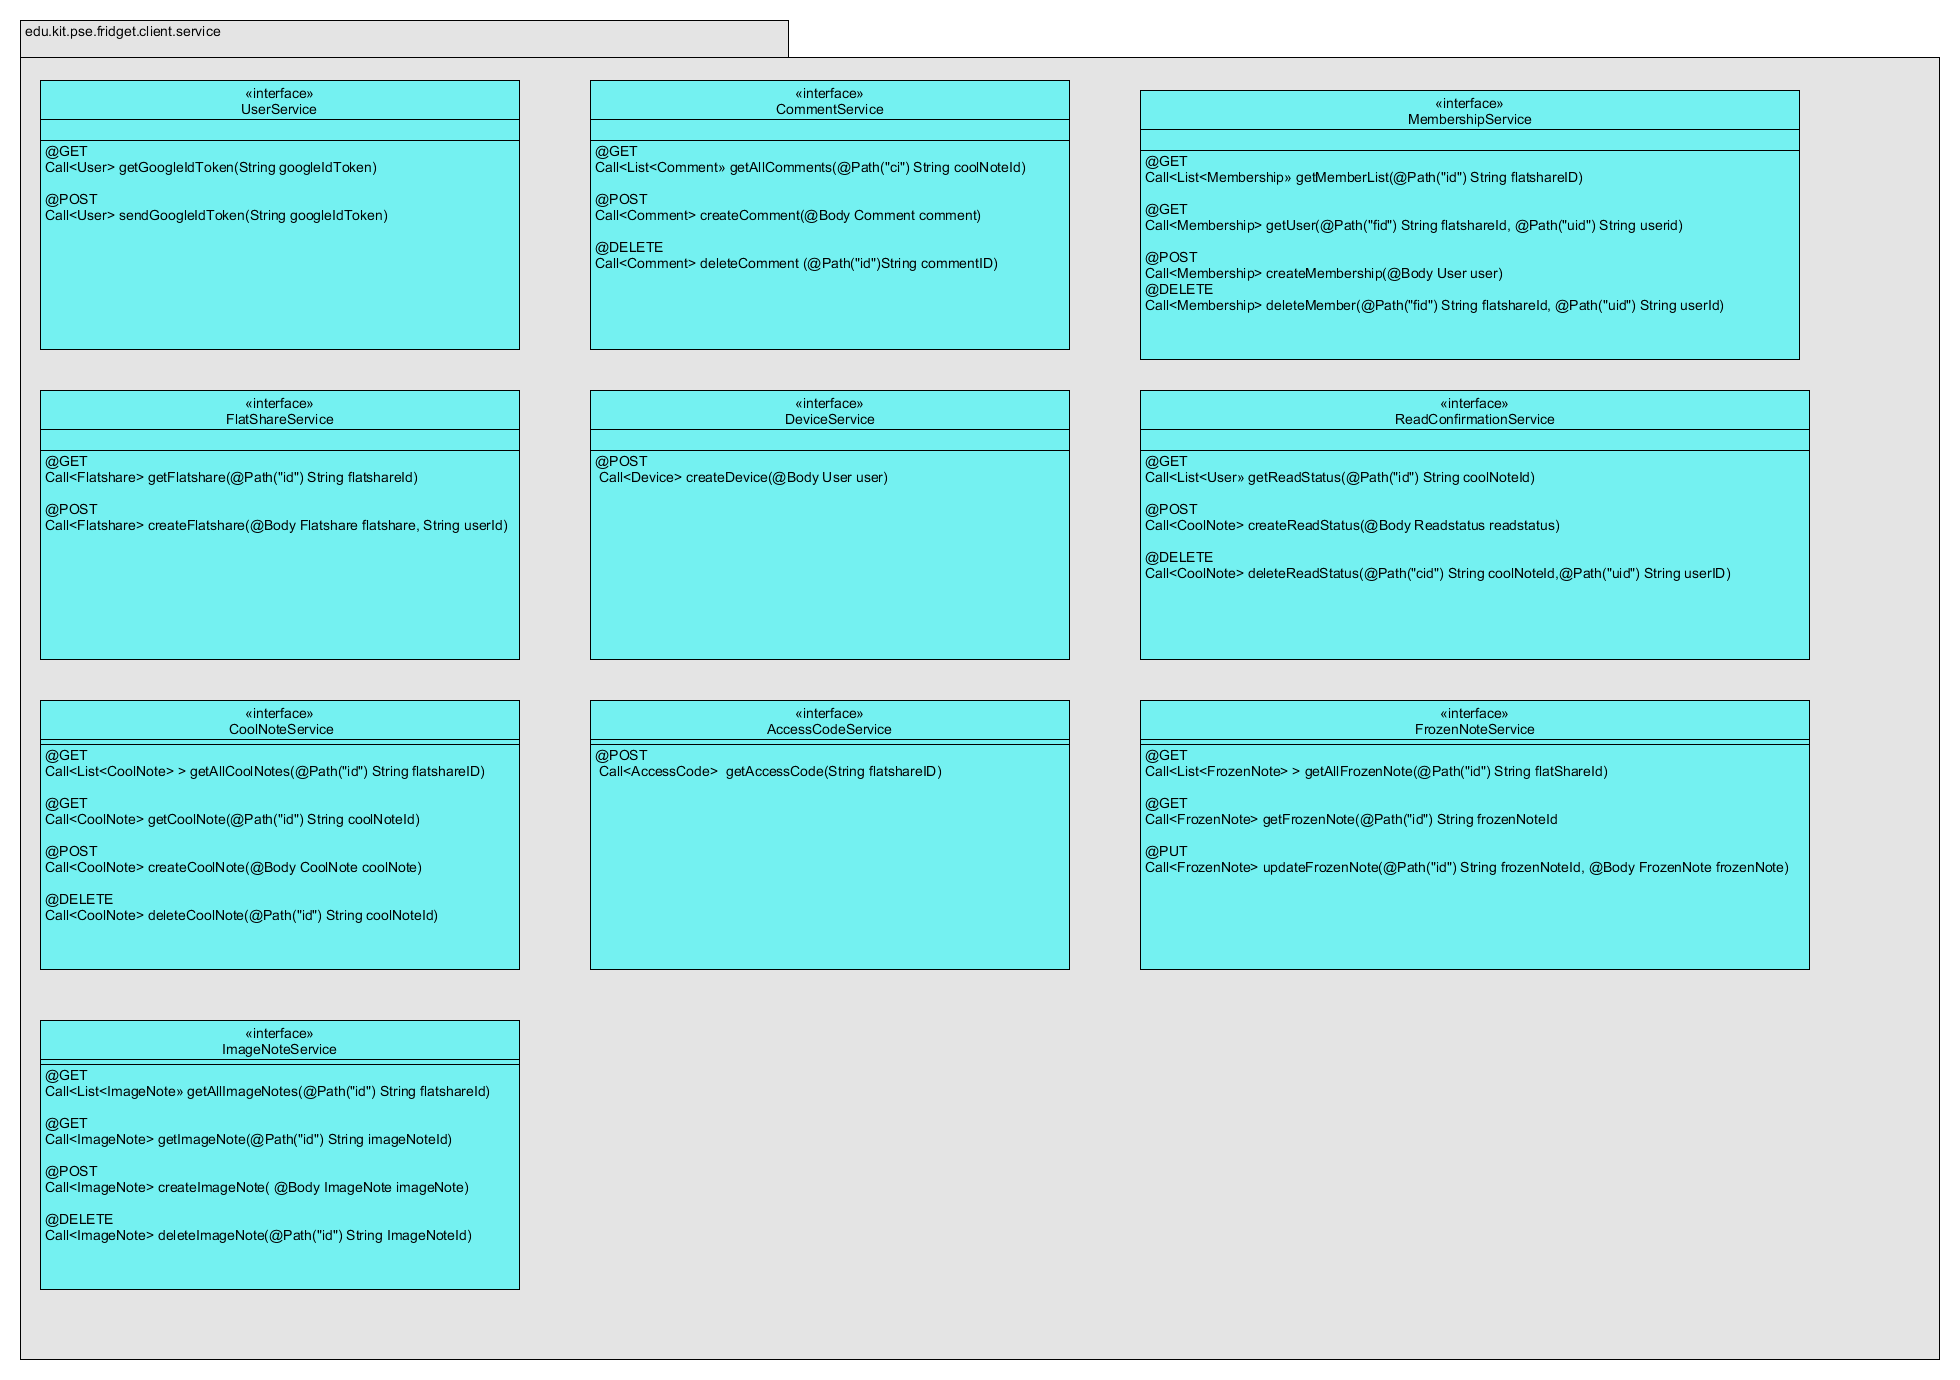 edu.kit.pse.fridget.client.service
«interface»
UserService
@GET
Call<User> getGoogleIdToken(String googleIdToken)
@POST
Call<User> sendGoogleIdToken(String googleIdToken)
«interface»
CommentService
@GET
Call<List<Comment» getAllComments(@Path("ci") String coolNoteId)
@POST
Call<Comment> createComment(@Body Comment comment)
@DELETE
Call<Comment> deleteComment (@Path("id")String commentID)
«interface»
MembershipService
@GET
Call<List<Membership» getMemberList(@Path("id") String flatshareID)
@GET
Call<Membership> getUser(@Path("fid") String flatshareId, @Path("uid") String userid)
@POST
Call<Membership> createMembership(@Body User user)
@DELETE
Call<Membership> deleteMember(@Path("fid") String flatshareId, @Path("uid") String userId)
«interface»
FlatShareService
@GET
Call<Flatshare> getFlatshare(@Path("id") String flatshareId)
@POST
Call<Flatshare> createFlatshare(@Body Flatshare flatshare, String userId)
«interface»
DeviceService
@POST
Call<Device> createDevice(@Body User user)
«interface»
ReadConfirmationService
@GET
Call<List<User» getReadStatus(@Path("id") String coolNoteId)
@POST
Call<CoolNote> createReadStatus(@Body Readstatus readstatus)
@DELETE
Call<CoolNote> deleteReadStatus(@Path("cid") String coolNoteId,@Path("uid") String userID)
«interface»
CoolNoteService
@GET
Call<List<CoolNote> > getAllCoolNotes(@Path("id") String flatshareID)
@GET
Call<CoolNote> getCoolNote(@Path("id") String coolNoteId)
@POST
Call<CoolNote> createCoolNote(@Body CoolNote coolNote)
@DELETE
Call<CoolNote> deleteCoolNote(@Path("id") String coolNoteId)
«interface»
AccessCodeService
@POST
Call<AccessCode>  getAccessCode(String flatshareID)
«interface»
FrozenNoteService
@GET
Call<List<FrozenNote> > getAllFrozenNote(@Path("id") String flatShareId)
@GET
Call<FrozenNote> getFrozenNote(@Path("id") String frozenNoteId
@PUT
Call<FrozenNote> updateFrozenNote(@Path("id") String frozenNoteId, @Body FrozenNote frozenNote)
«interface»
ImageNoteService
@GET
Call<List<ImageNote» getAllImageNotes(@Path("id") String flatshareId)
@GET
Call<ImageNote> getImageNote(@Path("id") String imageNoteId)
@POST
Call<ImageNote> createImageNote( @Body ImageNote imageNote)
@DELETE
Call<ImageNote> deleteImageNote(@Path("id") String ImageNoteId)